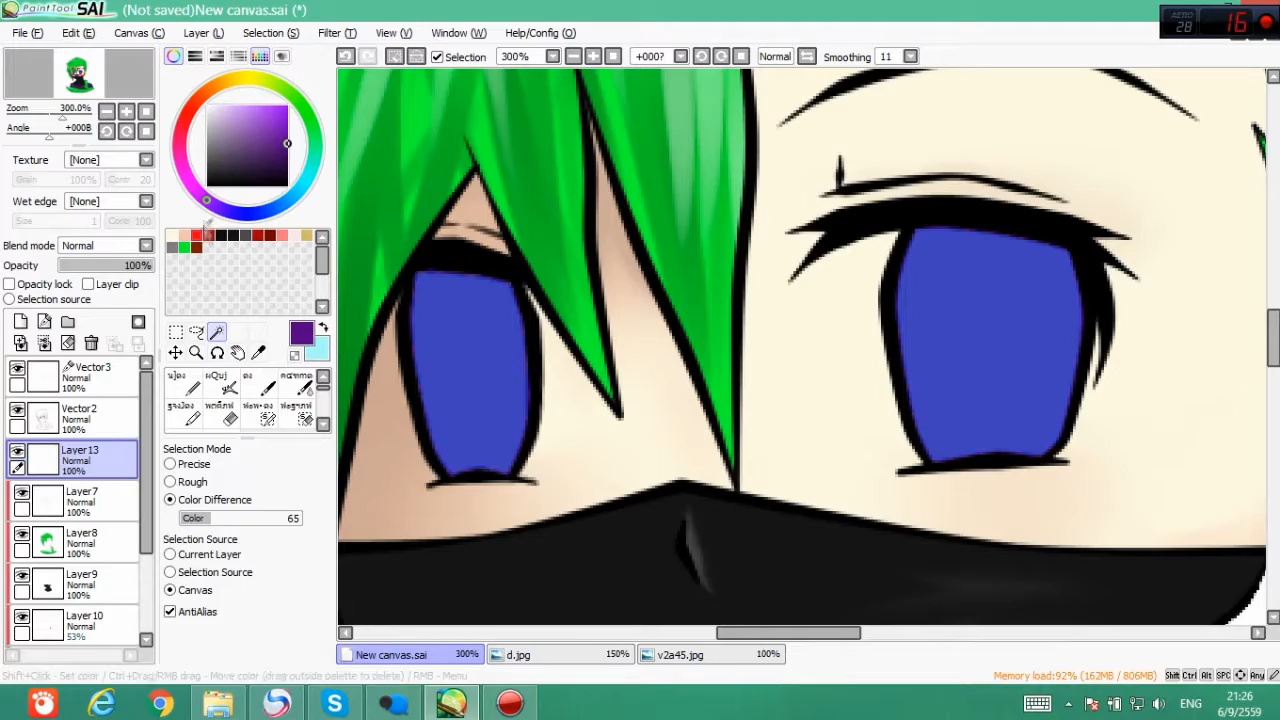 PaintTool SAI (Not saved)New canvas.sai (*)
AERO 28 16
File (F) Edit (E) Canvas (C) Layer (L) Selection (S) Filter (T) View (V) Window (W) Help/Config (O)
Selection 300% +000? Normal Smoothing 11
Zoom 300.0%
Angle +000B
Texture [None]
Grain 100% Contr 20
Wet edge [None]
Size 1 Contr 100
Blend mode Normal
Opacity 100%
Opacity lock Layer clip
Selection source
Vector3
Normal
100%
Vector2
Normal
100%
Layer13
Normal
100%
Layer7
Normal
100%
Layer8
Normal
100%
Layer9
Normal
100%
Layer10
Normal
53%
Selection Mode
Precise
Rough
Color Difference
Color 65
Selection Source
Current Layer
Selection Source
Canvas
AntiAlias
New canvas.sai 300% d.jpg 150% v2a45.jpg 100%
Shift+Click - Set color / Ctrl+Drag/RMB drag - Move color (drag outside palette to delete) / RMB - Menu
Memory load:92% (162MB / 806MB) Shift Ctrl Alt SPC Any
ENG 21:26
6/9/2559